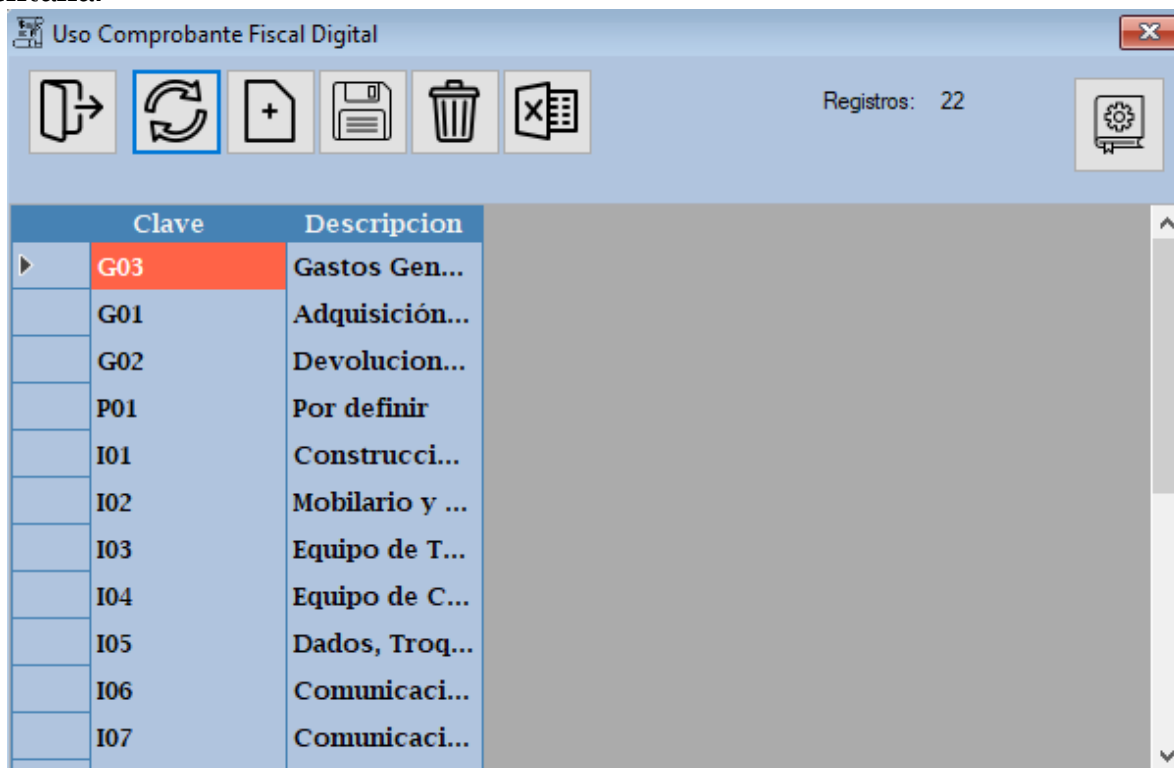 Uso Comprobante Fiscal Digital
Registros: 22
Clave Descripcion
G03 Gastos Gen...
G01 Adquisición...
G02 Devolucion...
P01 Por definir
I01 Construcci...
I02 Mobilario y ...
I03 Equipo de T...
I04 Equipo de C...
I05 Dados, Troq...
I06 Comunicaci...
I07 Comunicaci...